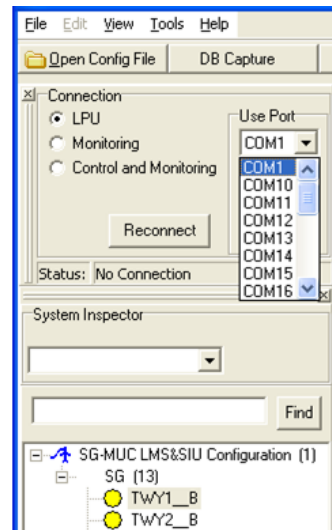 File Edit View Tools Help
Open Config File DB Capture
Connection
LPU
Monitoring
Control and Monitoring
Reconnect
Use Port
COM1
COM1
COM10
COM11
COM12
COM13
COM14
COM15
COM16
Status: No Connection
System Inspector
Find
SG-MUC LMS&SIU Configuration (1)
SG (13)
TWY1__B
TWY2__B